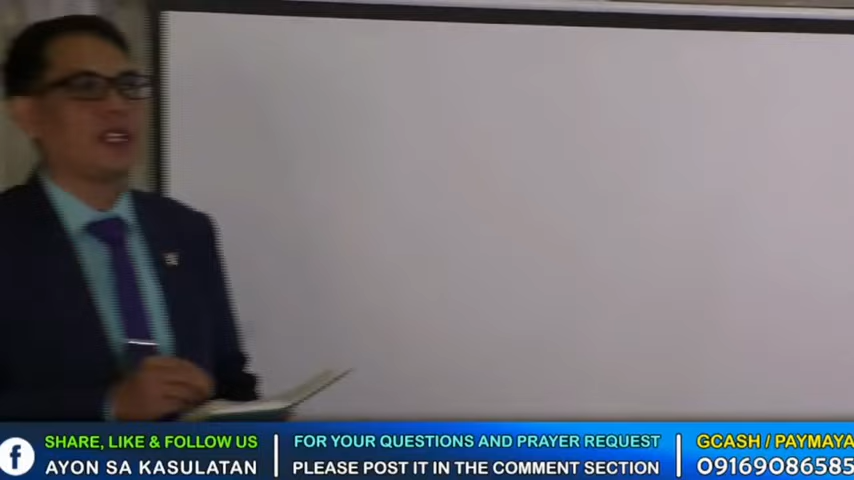 SHARE, LIKE & FOLLOW US
AYON SA KASULATAN
FOR YOUR QUESTIONS AND PRAYER REQUEST
PLEASE POST IT IN THE COMMENT SECTION
GCASH / PAYMAYA
09169086585